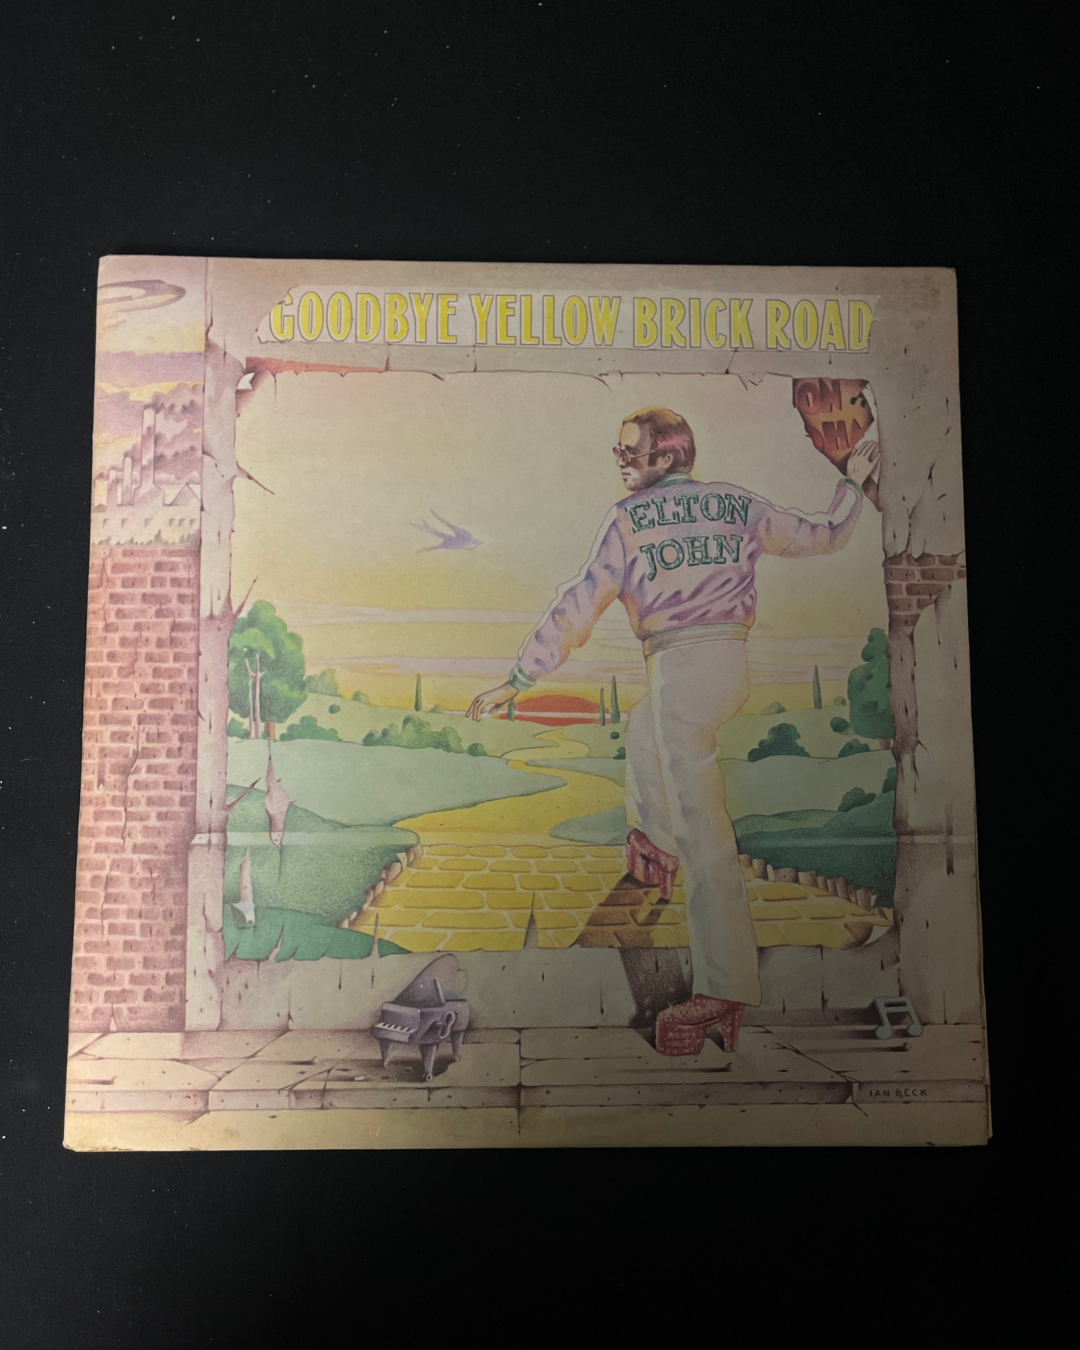 GOODBYE YELLOW BRICK ROAD
ELTON
JOHN
IAN BECK